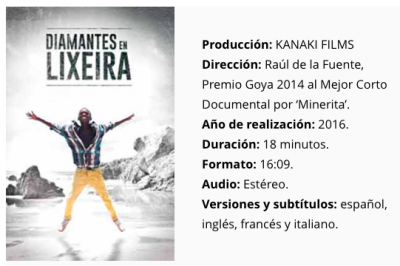 DIAMANTES EN
LIXEIRA
Producción: KANAKI FILMS
Dirección: Raúl de la Fuente,
Premio Goya 2014 al Mejor Corto
Documental por ‘Minerita’.
Año de realización: 2016.
Duración: 18 minutos.
Formato: 16:09.
Audio: Estéreo.
Versiones y subtítulos: español,
inglés, francés y italiano.